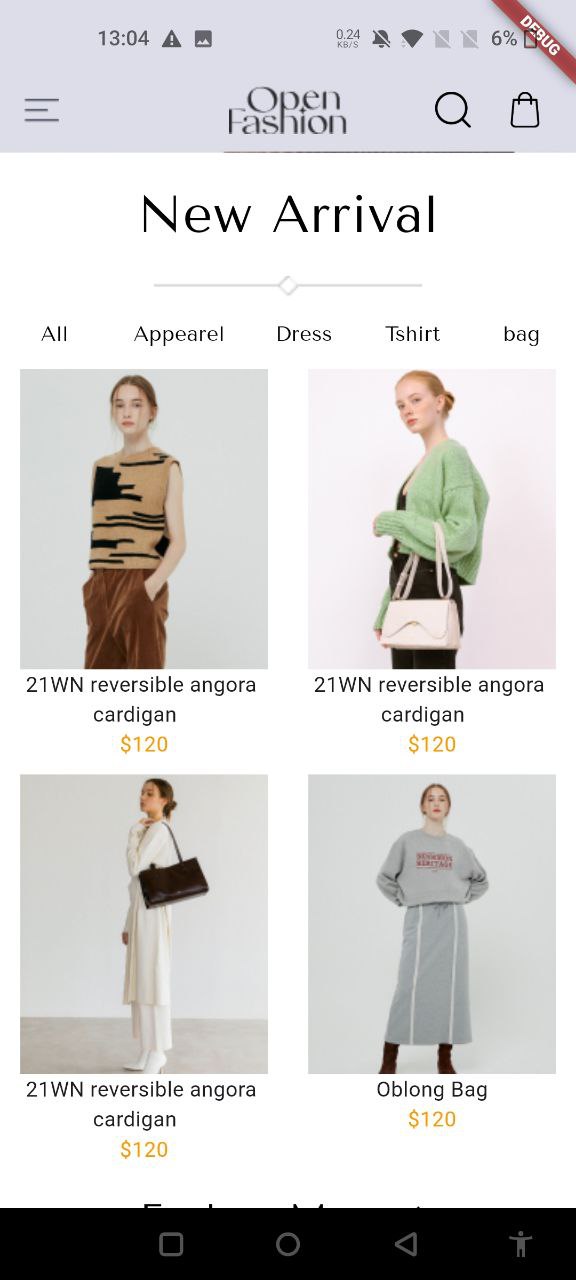 13:04
0.24
KB/S
6%
DEBUG
Open
Fashion
New Arrival
All Appearel Dress Tshirt bag
21WN reversible angora
cardigan
$120
21WN reversible angora
cardigan
$120
21WN reversible angora
cardigan
$120
Oblong Bag
$120